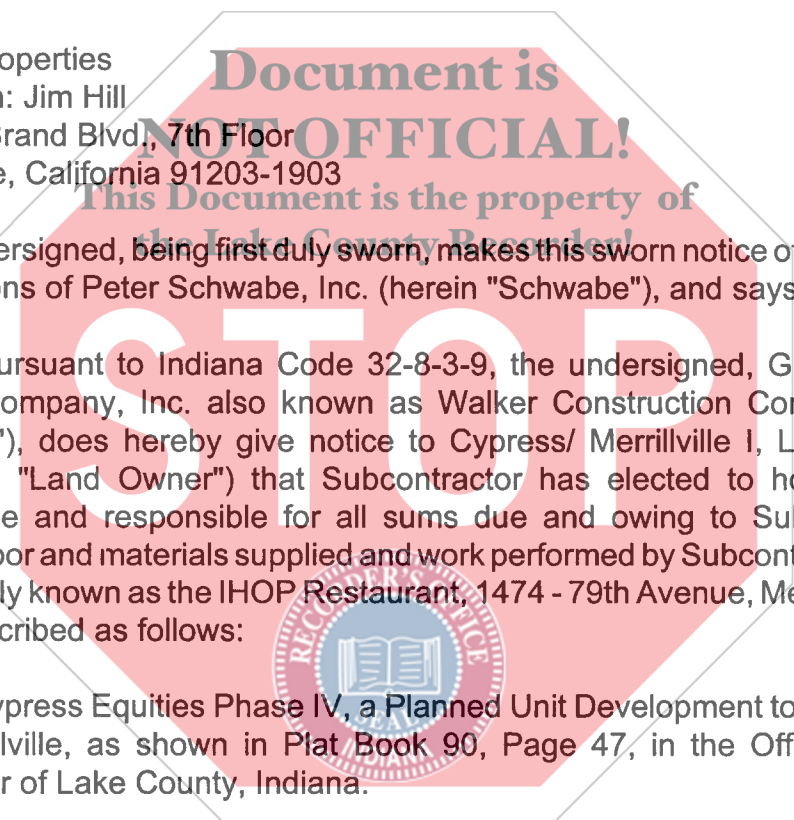 Document is
operties
n: Jim Hill
Grand Blvd., 7th Floor
NOT OFFICIAL!
e, California 91203-1903
This Document is the property of
the Lake County Recorder!
ersigned, being first duly sworn, makes this sworn notice of
ons of Peter Schwabe, Inc. (herein "Schwabe"), and says
STOP
ursuant to Indiana Code 32-8-3-9, the undersigned, G
ompany, Inc. also known as Walker Construction Cor
"), does hereby give notice to Cypress/ Merrillville I, L
"Land Owner") that Subcontractor has elected to ho
e and responsible for all sums due and owing to Su
oor and materials supplied and work performed by Subcont
ly known as the IHOP Restaurant, 1474 - 79th Avenue, Me
cribed as follows:
RECORDER'S OFFICE
SEAL
INDIANA
ypress Equities Phase IV, a Planned Unit Development to
lville, as shown in Plat Book 90, Page 47, in the Off
r of Lake County, Indiana.